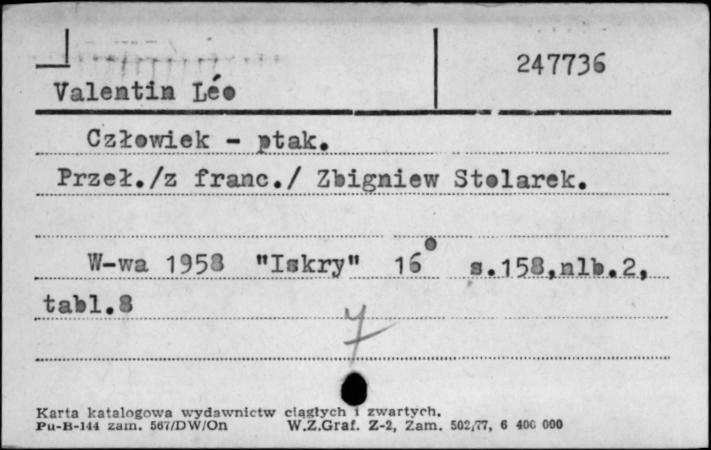 247736
Valentin Léo
Człowiek - ptak.
Przeł./z franc./ Zbigniew Stolarek.
W-wa 1958 "Iskry" 16° s.158,nlb.2,
tabl.8
Karta katalogowa wydawnictw ciągłych i zwartych.
Pu-B-144 zam. 567/DW/On W.Z.Graf. Z-2, Zam. 502/77, 6 400 000